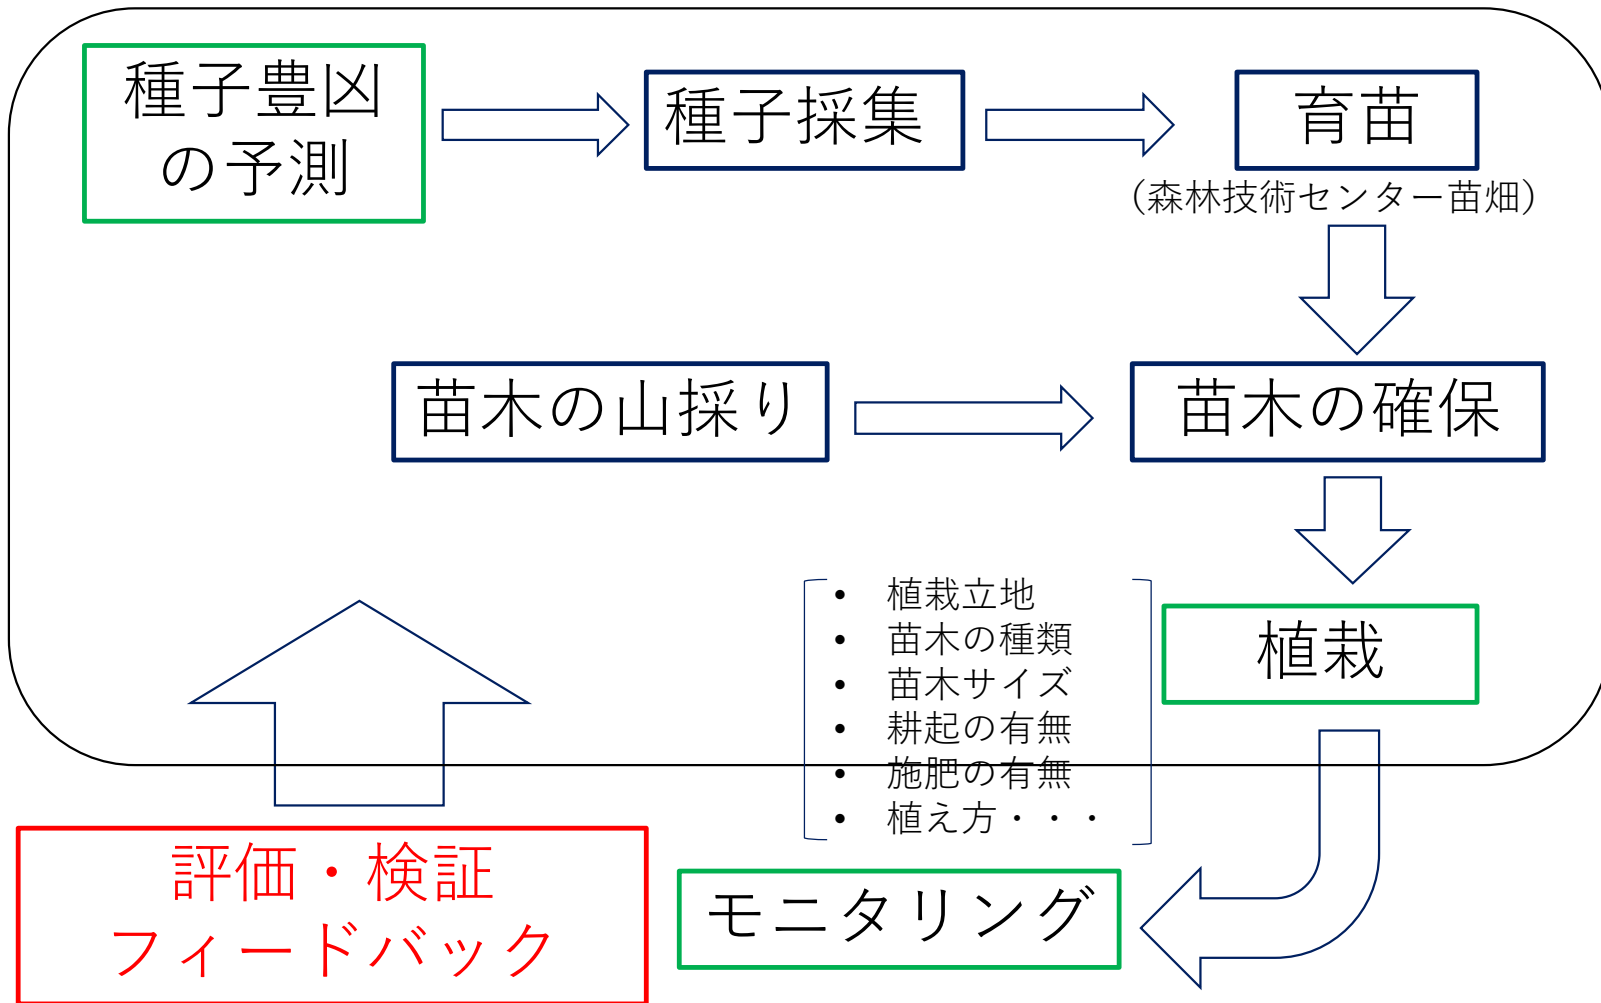 種子豊凶
の予測
種子採集
育苗
（森林技術センター苗畑）
苗木の山採り
苗木の確保
• 植栽立地
• 苗木の種類
• 苗木サイズ
• 耕起の有無
• 施肥の有無
• 植え方・・・
植栽
モニタリング
評価・検証
フィードバック